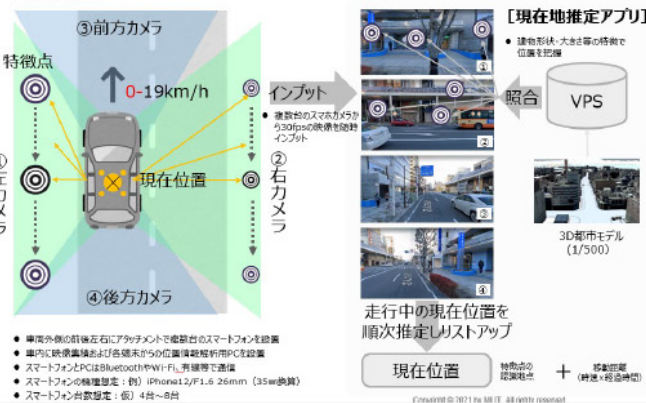 ③前方カメラ
特徴点
0-19km/h
①左カメラ
現在位置
②右カメラ
④後方カメラ
● 車両外側の前後左右にアタッチメントで複数台のスマートフォンを設置
● 車内に映像集積および各端末からの位置情報解析用PCを設置
● スマートフォンとPCはBluetoothやWi-Fi、有線等で通信
● スマートフォンの機種想定：例）iPhone12/F1.6 26mm（35㎜換算）
● スマートフォン台数想定：仮）4台～8台
インプット
● 複数台のスマホカメラから30fpsの映像を随時インプット
①
②
③
④
[現在地推定アプリ]
● 建物形状・大きさ等の特徴で
位置を把握
照合
VPS
3D都市モデル
(1/500)
走行中の現在位置を
順次推定しリストアップ
現在位置
特徴点の
認識地点
＋
移動距離
（時速×経過時間）
Copyright © 2021 by MLIT. All rights reserved.